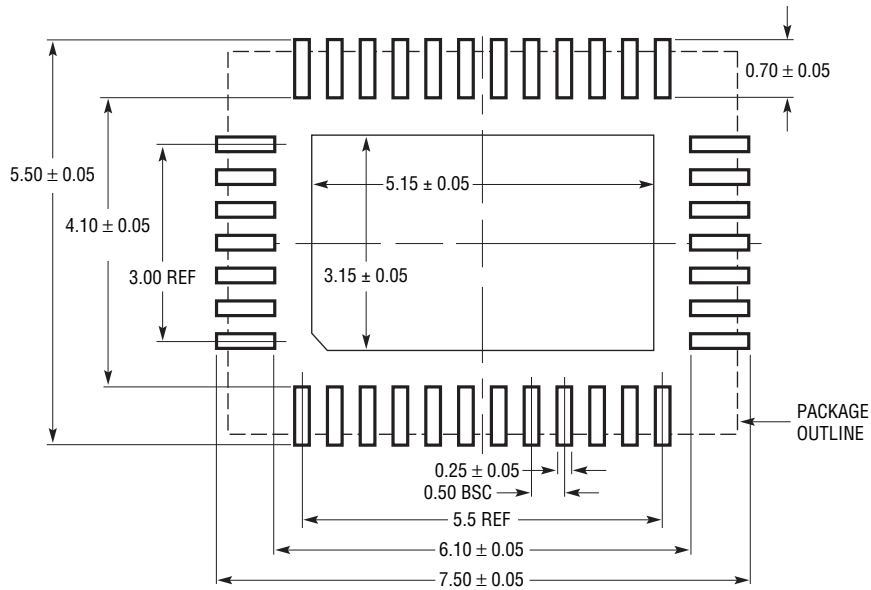 0.70 ± 0.05
5.50 ± 0.05
5.15 ± 0.05
4.10 ± 0.05
3.00 REF
3.15 ± 0.05
PACKAGE
OUTLINE
0.25 ± 0.05
0.50 BSC
5.5 REF
6.10 ± 0.05
7.50 ± 0.05